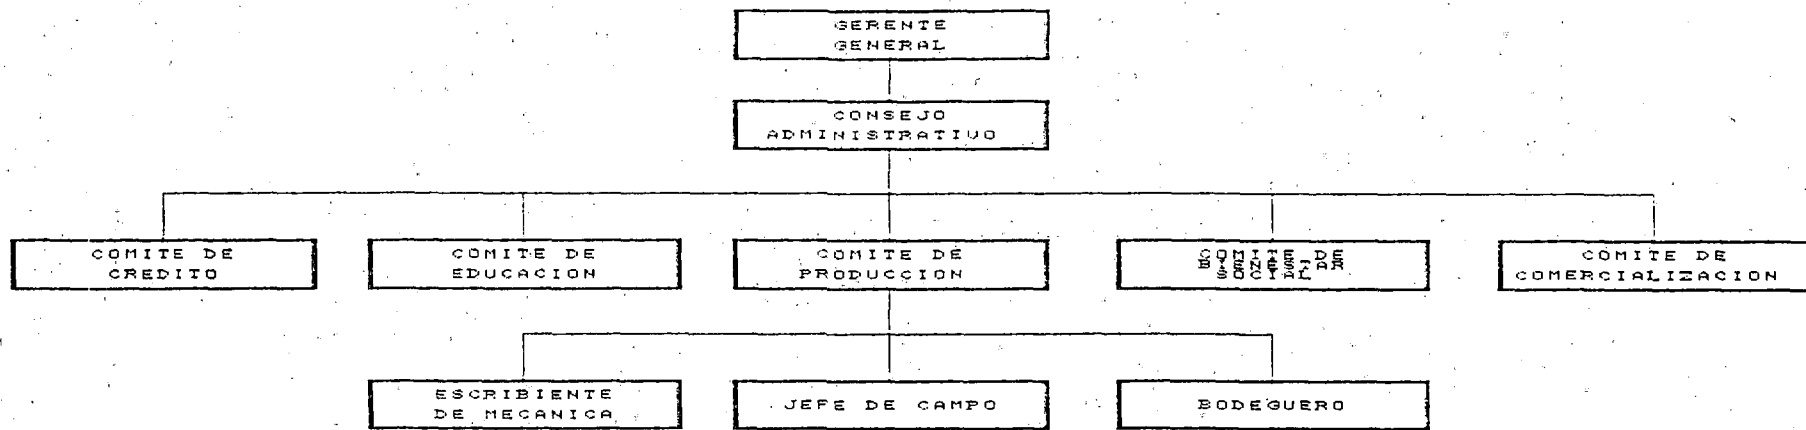 GERENTE
GENERAL
CONSEJO
ADMINISTRATIVO
COMITE DE
CREDITO
COMITE DE
EDUCACION
COMITE DE
PRODUCCION
COMITE DE
BIENESTAR
SOCIAL
COMITE DE
COMERCIALIZACION
ESCRIBIENTE
DE MECANICA
JEFE DE CAMPO
BODEGUERO